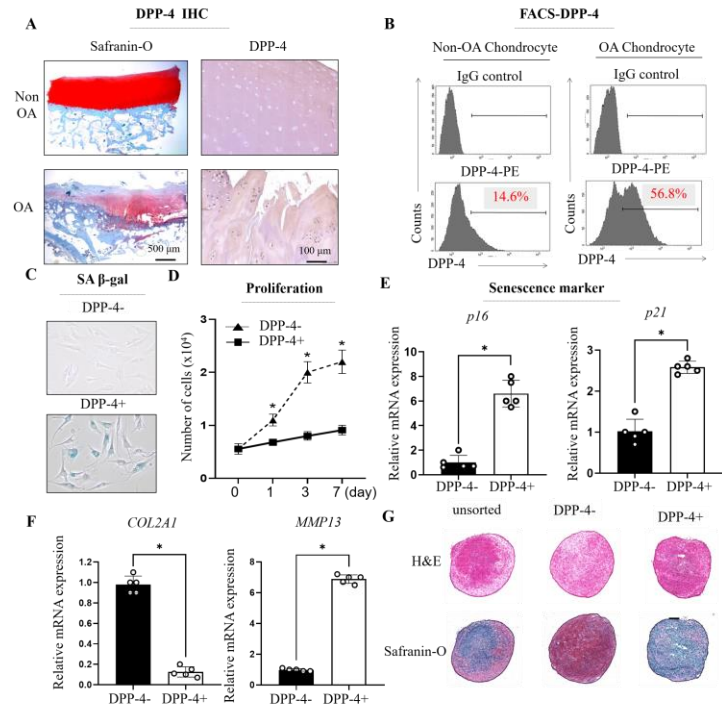 A
DPP-4 IHC
Safranin-O
DPP-4
Non
OA
OA
500 μm
100 μm
B
FACS-DPP-4
Non-OA Chondrocyte
OA Chondrocyte
IgG control
IgG control
Counts
DPP-4-PE
DPP-4-PE
14.6%
56.8%
Counts
DPP-4
DPP-4
C
SA β-gal
DPP-4-
DPP-4+
D
Proliferation
DPP-4-
DPP-4+
Number of cells (x10⁴)
3
2
1
0
*
*
*
0
1
3
7 (day)
E
Senescence marker
p16
p21
Relative mRNA expression
10
8
6
4
2
0
*
DPP-4-
DPP-4+
Relative mRNA expression
3
2
1
0
*
DPP-4-
DPP-4+
F
COL2A1
MMP13
Relative mRNA expression
1.2
1.0
0.8
0.6
0.4
0.2
0.0
*
DPP-4-
DPP-4+
Relative mRNA expression
8
6
4
2
0
*
DPP-4-
DPP-4+
G
unsorted
DPP-4-
DPP-4+
H&E
Safranin-O